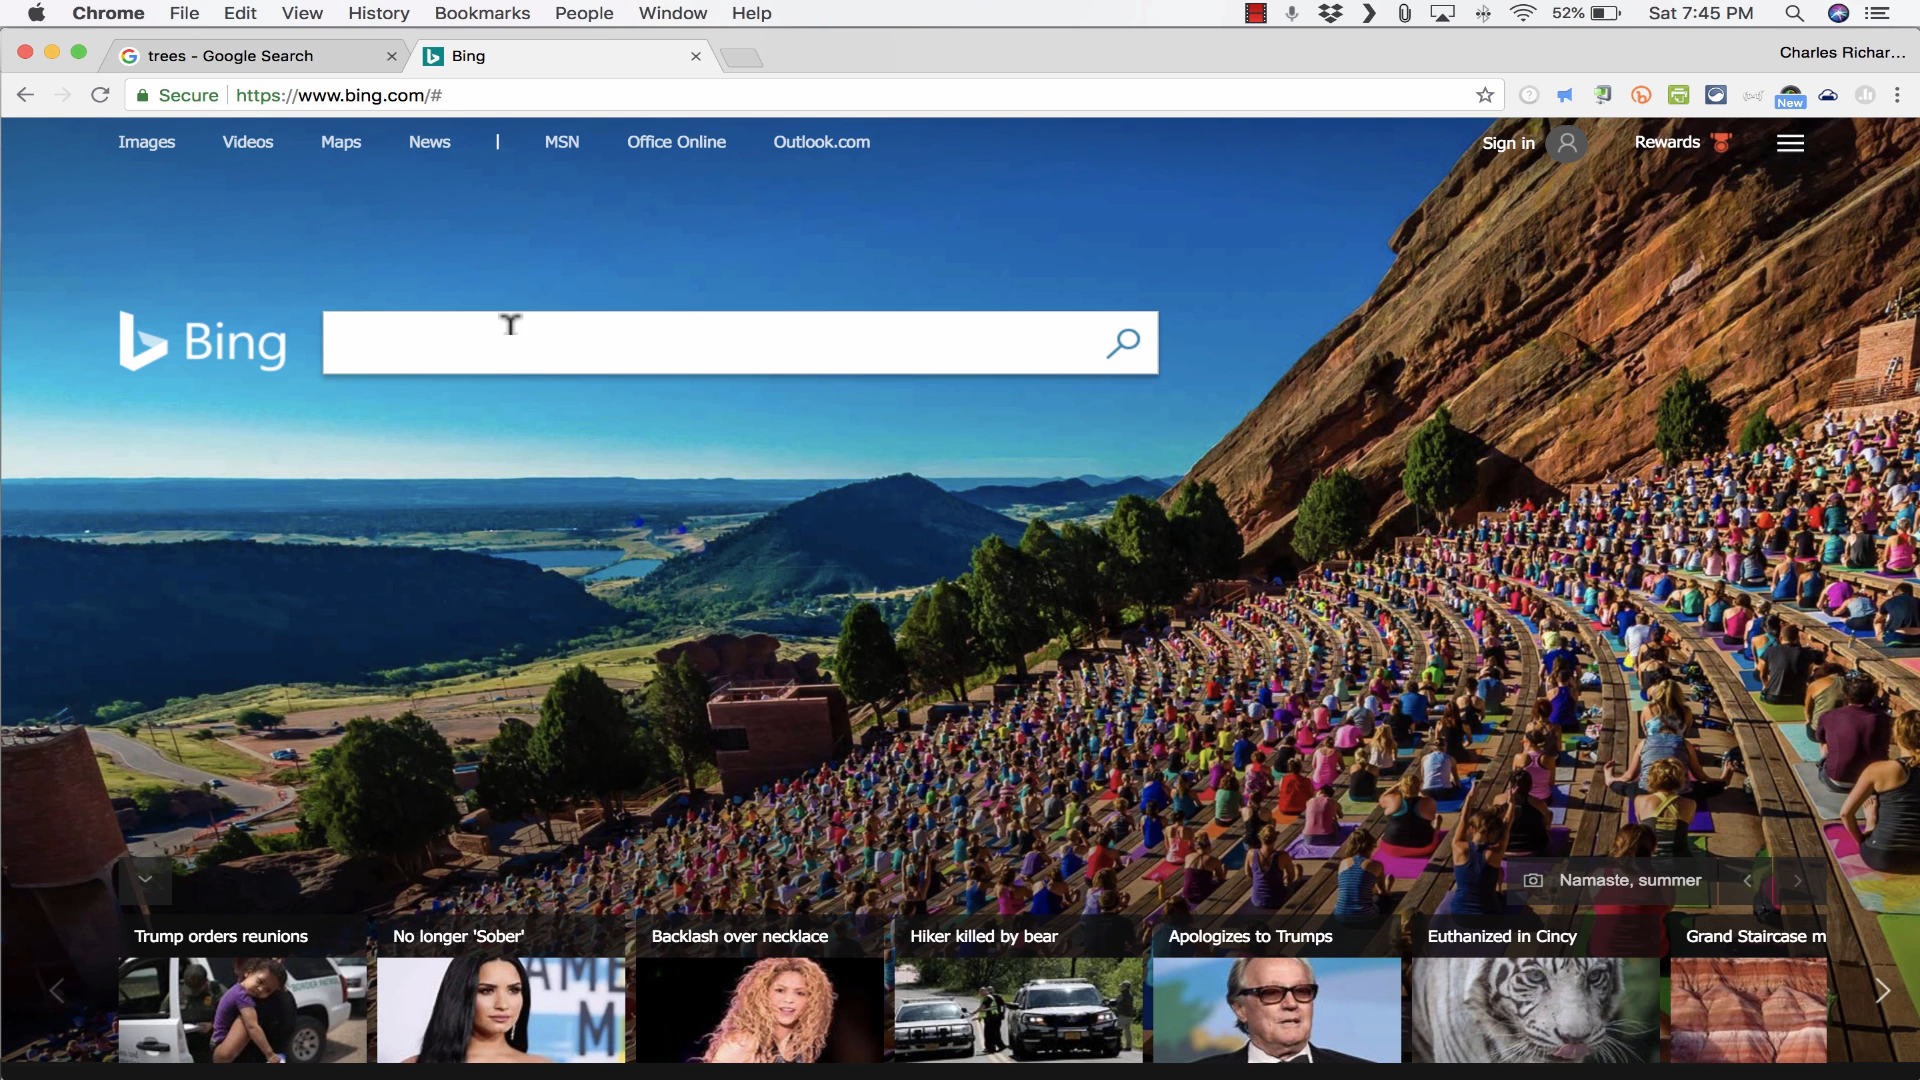 Chrome File Edit View History Bookmarks People Window Help 52% Sat 7:45 PM
trees - Google Search Bing Charles Richar...
Secure https://www.bing.com/# New
Images Videos Maps News | MSN Office Online Outlook.com Sign in Rewards
Bing
Namaste, summer
Trump orders reunions No longer 'Sober' Backlash over necklace Hiker killed by bear Apologizes to Trumps Euthanized in Cincy Grand Staircase m
BORDER PATROL AME
M